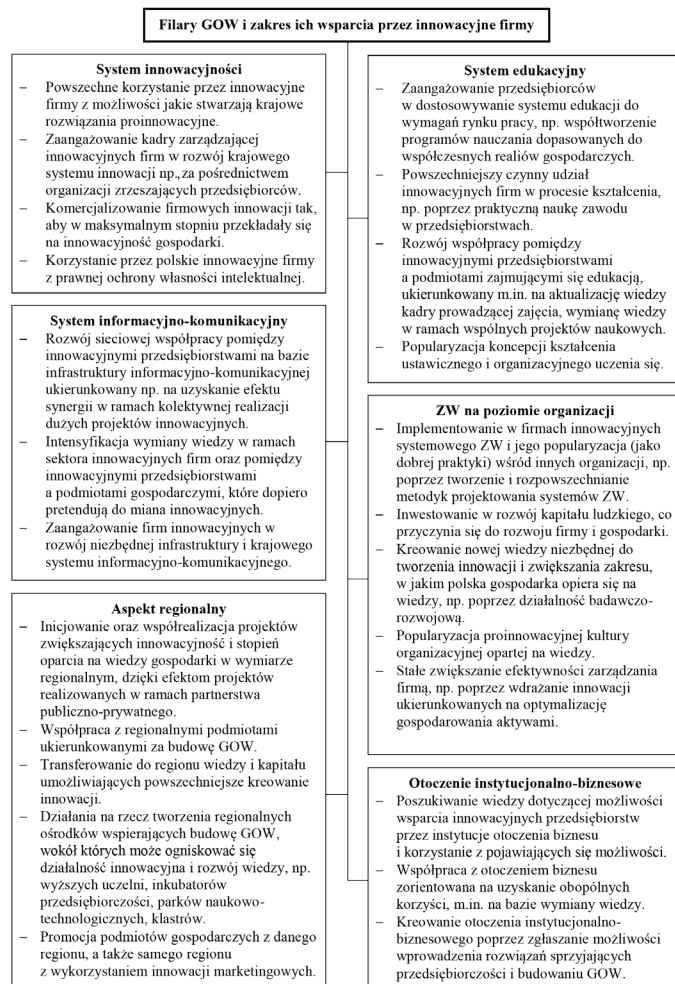 Filary GOW i zakres ich wsparcia przez innowacyjne firmy
System innowacyjności
– Powszechne korzystanie przez innowacyjne
firmy z możliwości jakie stwarzają krajowe
rozwiązania proinnowacyjne.
– Zaangażowanie kadry zarządzającej
innowacyjnych firm w rozwój krajowego
systemu innowacji np., za pośrednictwem
organizacji zrzeszających przedsiębiorców.
– Komercjalizowanie firmowych innowacji tak,
aby w maksymalnym stopniu przekładały się
na innowacyjność gospodarki.
– Korzystanie przez polskie innowacyjne firmy
z prawnej ochrony własności intelektualnej.
System informacyjno-komunikacyjny
– Rozwój sieciowej współpracy pomiędzy
innowacyjnymi przedsiębiorstwami na bazie
infrastruktury informacyjno-komunikacyjnej
ukierunkowany np. na uzyskanie efektu
synergii w ramach kolektywnej realizacji
dużych projektów innowacyjnych.
– Intensyfikacja wymiany wiedzy w ramach
sektora innowacyjnych firm oraz pomiędzy
innowacyjnymi przedsiębiorstwami
a podmiotami gospodarczymi, które dopiero
pretendują do miana innowacyjnych.
– Zaangażowanie firm innowacyjnych w
rozwój niezbędnej infrastruktury i krajowego
systemu informacyjno-komunikacyjnego.
Aspekt regionalny
– Inicjowanie oraz współrealizacja projektów
zwiększających innowacyjność i stopień
oparcia na wiedzy gospodarki w wymiarze
regionalnym, dzięki efektom projektów
realizowanych w ramach partnerstwa
publiczno-prywatnego.
– Współpraca z regionalnymi podmiotami
ukierunkowanymi za budowę GOW.
– Transferowanie do regionu wiedzy i kapitału
umożliwiających powszechniejsze kreowanie
innowacji.
– Działania na rzecz tworzenia regionalnych
ośrodków wspierających budowę GOW,
wokół których może ogniskować się
działalność innowacyjna i rozwój wiedzy, np.
wyższych uczelni, inkubatorów
przedsiębiorczości, parków naukowo-
technologicznych, klastrów.
– Promocja podmiotów gospodarczych z danego
regionu, a także samego regionu
z wykorzystaniem innowacji marketingowych.
System edukacyjny
– Zaangażowanie przedsiębiorców
w dostosowywanie systemu edukacji do
wymagań rynku pracy, np. współtworzenie
programów nauczania dopasowanych do
współczesnych realiów gospodarczych.
– Powszechniejszy czynny udział
innowacyjnych firm w procesie kształcenia,
np. poprzez praktyczną naukę zawodu
w przedsiębiorstwach.
– Rozwój współpracy pomiędzy
innowacyjnymi przedsiębiorstwami
a podmiotami zajmującymi się edukacją,
ukierunkowany m.in. na aktualizację wiedzy
kadry prowadzącej zajęcia, wymianę wiedzy
w ramach wspólnych projektów naukowych.
– Popularyzacja koncepcji kształcenia
ustawicznego i organizacyjnego uczenia się.
ZW na poziomie organizacji
– Implementowanie w firmach innowacyjnych
systemowego ZW i jego popularyzacja (jako
dobrej praktyki) wśród innych organizacji, np.
poprzez tworzenie i rozpowszechnianie
metodyk projektowania systemów ZW.
– Inwestowanie w rozwój kapitału ludzkiego, co
przyczynia się do rozwoju firmy i gospodarki.
– Kreowanie nowej wiedzy niezbędnej do
tworzenia innowacji i zwiększania zakresu,
w jakim polska gospodarka opiera się na
wiedzy, np. poprzez działalność badawczo-
rozwojową.
– Popularyzacja proinnowacyjnej kultury
organizacyjnej opartej na wiedzy.
– Stałe zwiększanie efektywności zarządzania
firmą, np. poprzez wdrażanie innowacji
ukierunkowanych na optymalizację
gospodarowania aktywami.
Otoczenie instytucjonalno-biznesowe
– Poszukiwanie wiedzy dotyczącej możliwości
wsparcia innowacyjnych przedsiębiorstw
przez instytucje otoczenia biznesu
i korzystanie z pojawiających się możliwości.
– Współpraca z otoczeniem biznesu
zorientowana na uzyskanie obopólnych
korzyści, m.in. na bazie wymiany wiedzy.
– Kreowanie otoczenia instytucjonalno-
biznesowego poprzez zgłaszanie możliwości
wprowadzenia rozwiązań sprzyjających
przedsiębiorczości i budowaniu GOW.